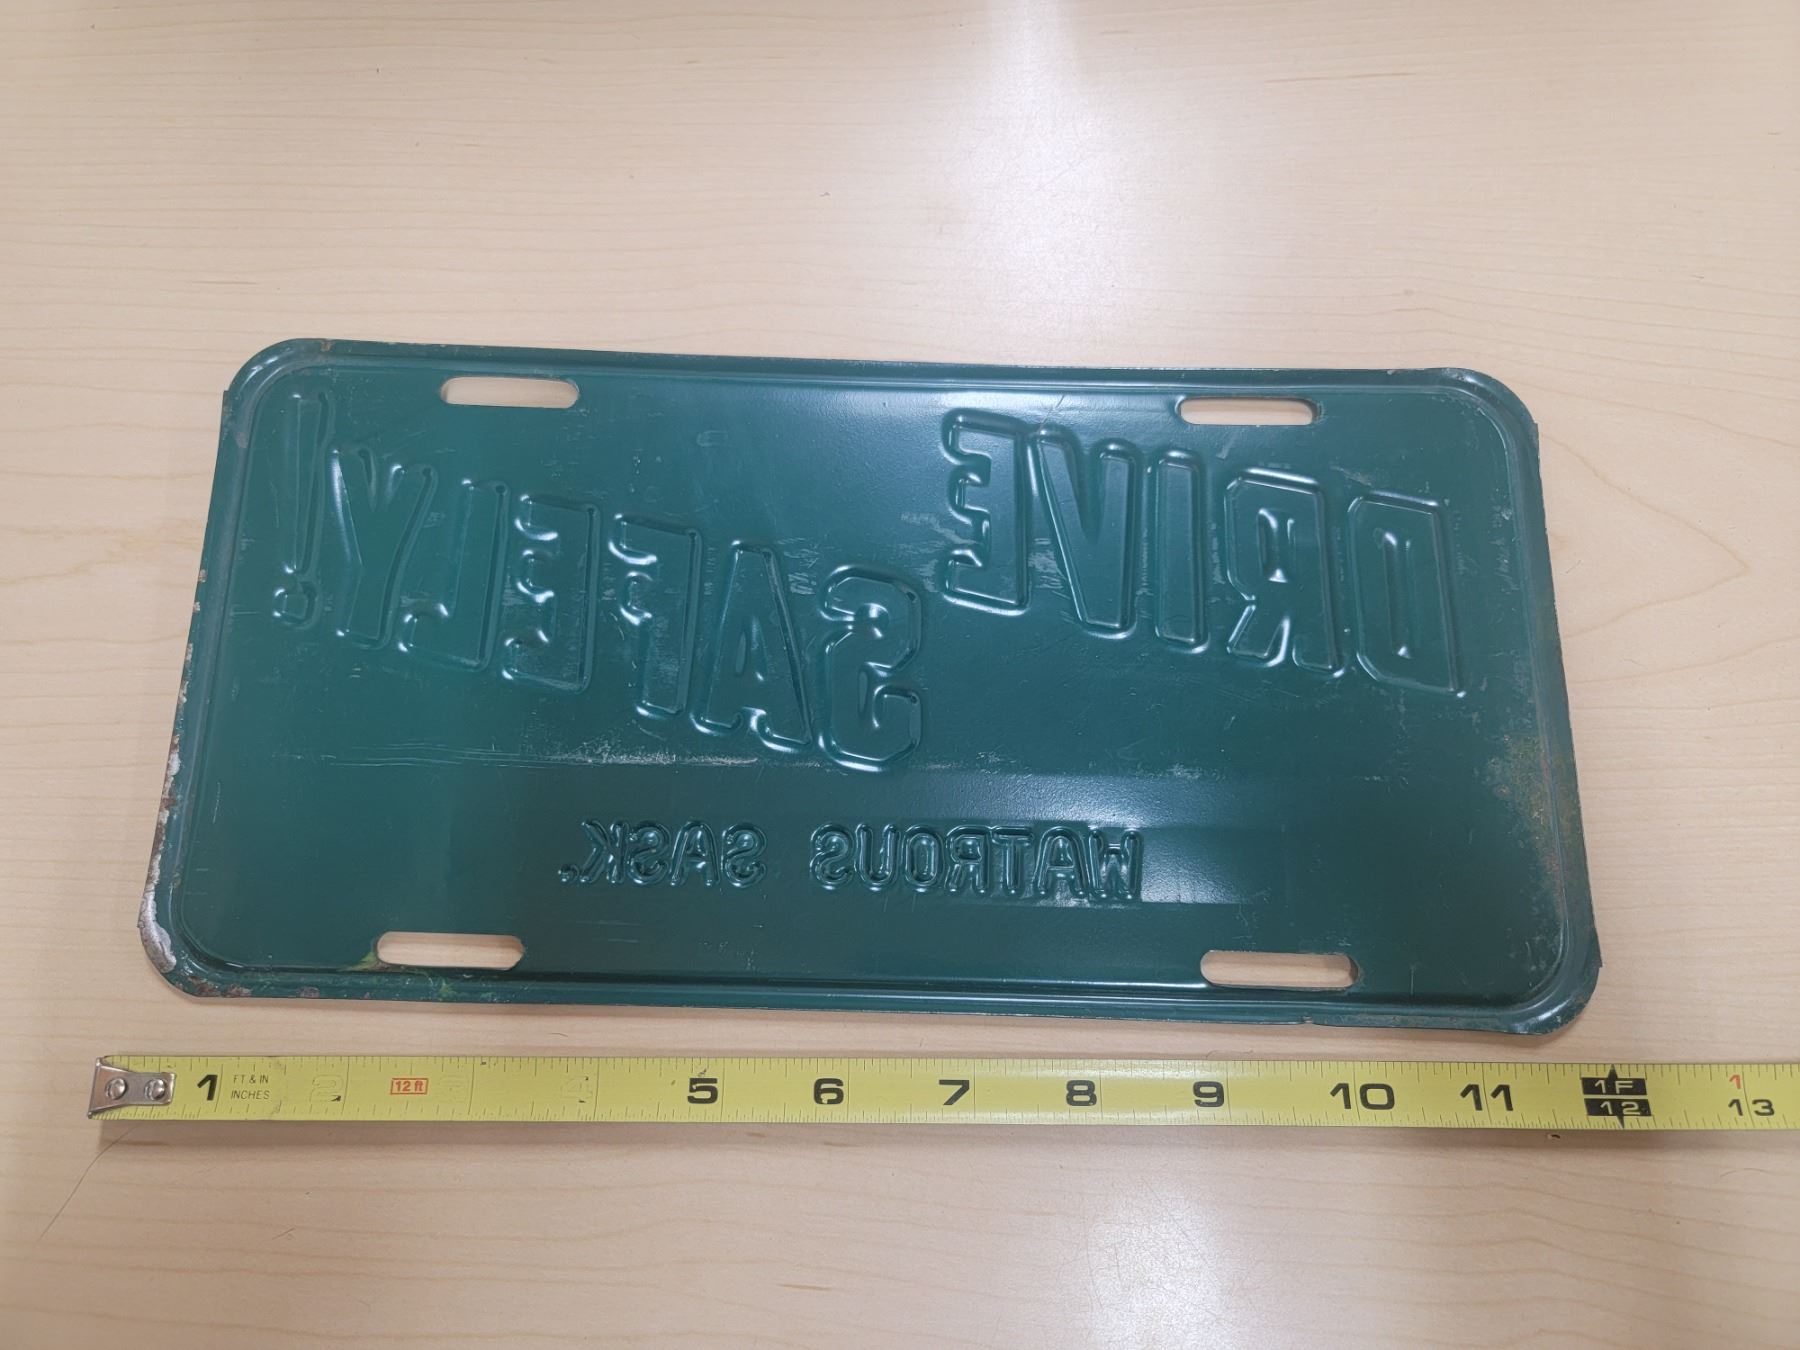 DRIVE SAFELY!
WATROUS SASK.
1 FT & IN 12 ft 5 6 7 8 9 10 11 1F 1
INCHES 12 13